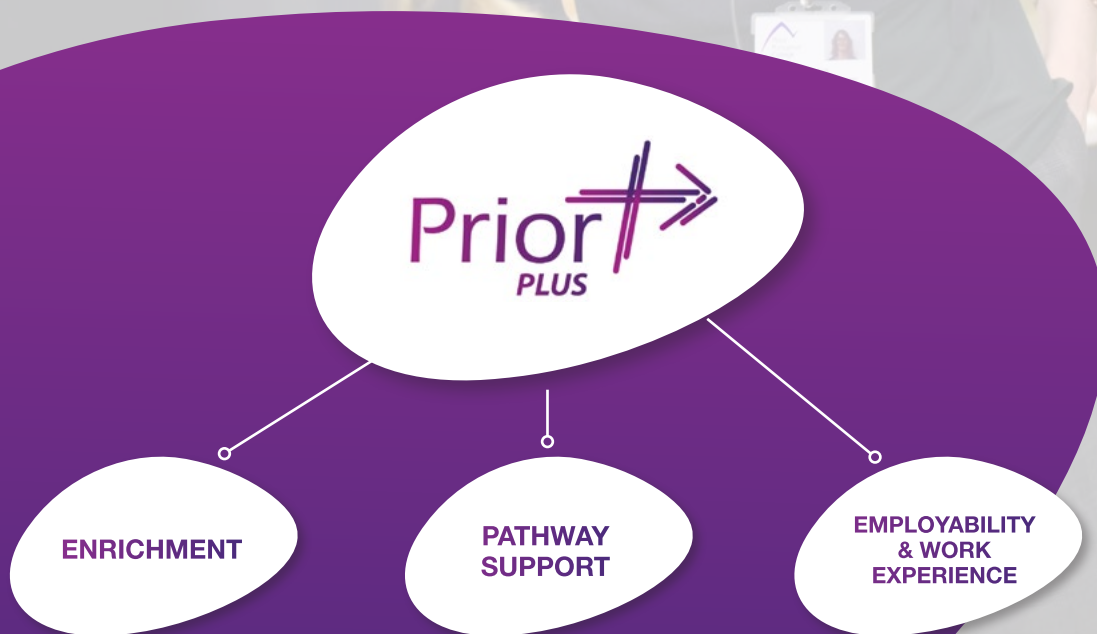 Prior
PLUS
ENRICHMENT
PATHWAY
SUPPORT
EMPLOYABILITY
& WORK
EXPERIENCE